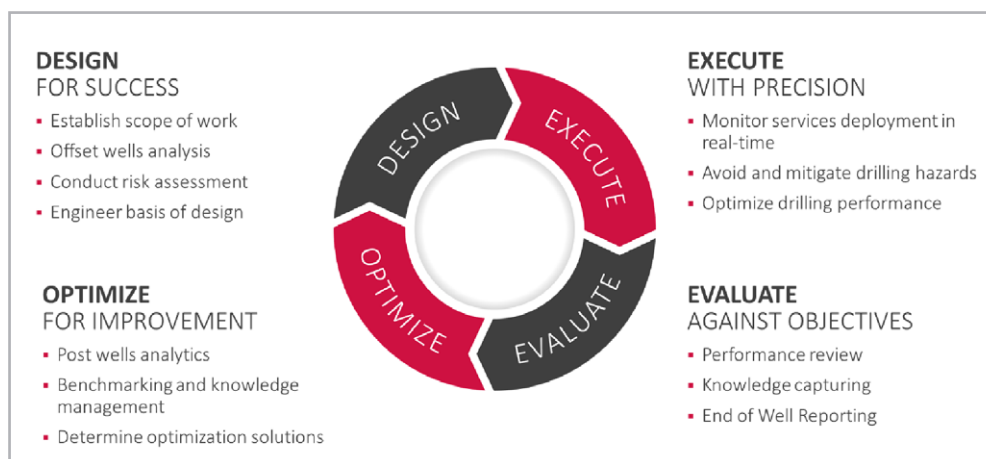 DESIGN
FOR SUCCESS
▪ Establish scope of work
▪ Offset wells analysis
▪ Conduct risk assessment
▪ Engineer basis of design
EXECUTE
WITH PRECISION
▪ Monitor services deployment in
real-time
▪ Avoid and mitigate drilling hazards
▪ Optimize drilling performance
DESIGN
EXECUTE
OPTIMIZE
EVALUATE
OPTIMIZE
FOR IMPROVEMENT
▪ Post wells analytics
▪ Benchmarking and knowledge
management
▪ Determine optimization solutions
EVALUATE
AGAINST OBJECTIVES
▪ Performance review
▪ Knowledge capturing
▪ End of Well Reporting